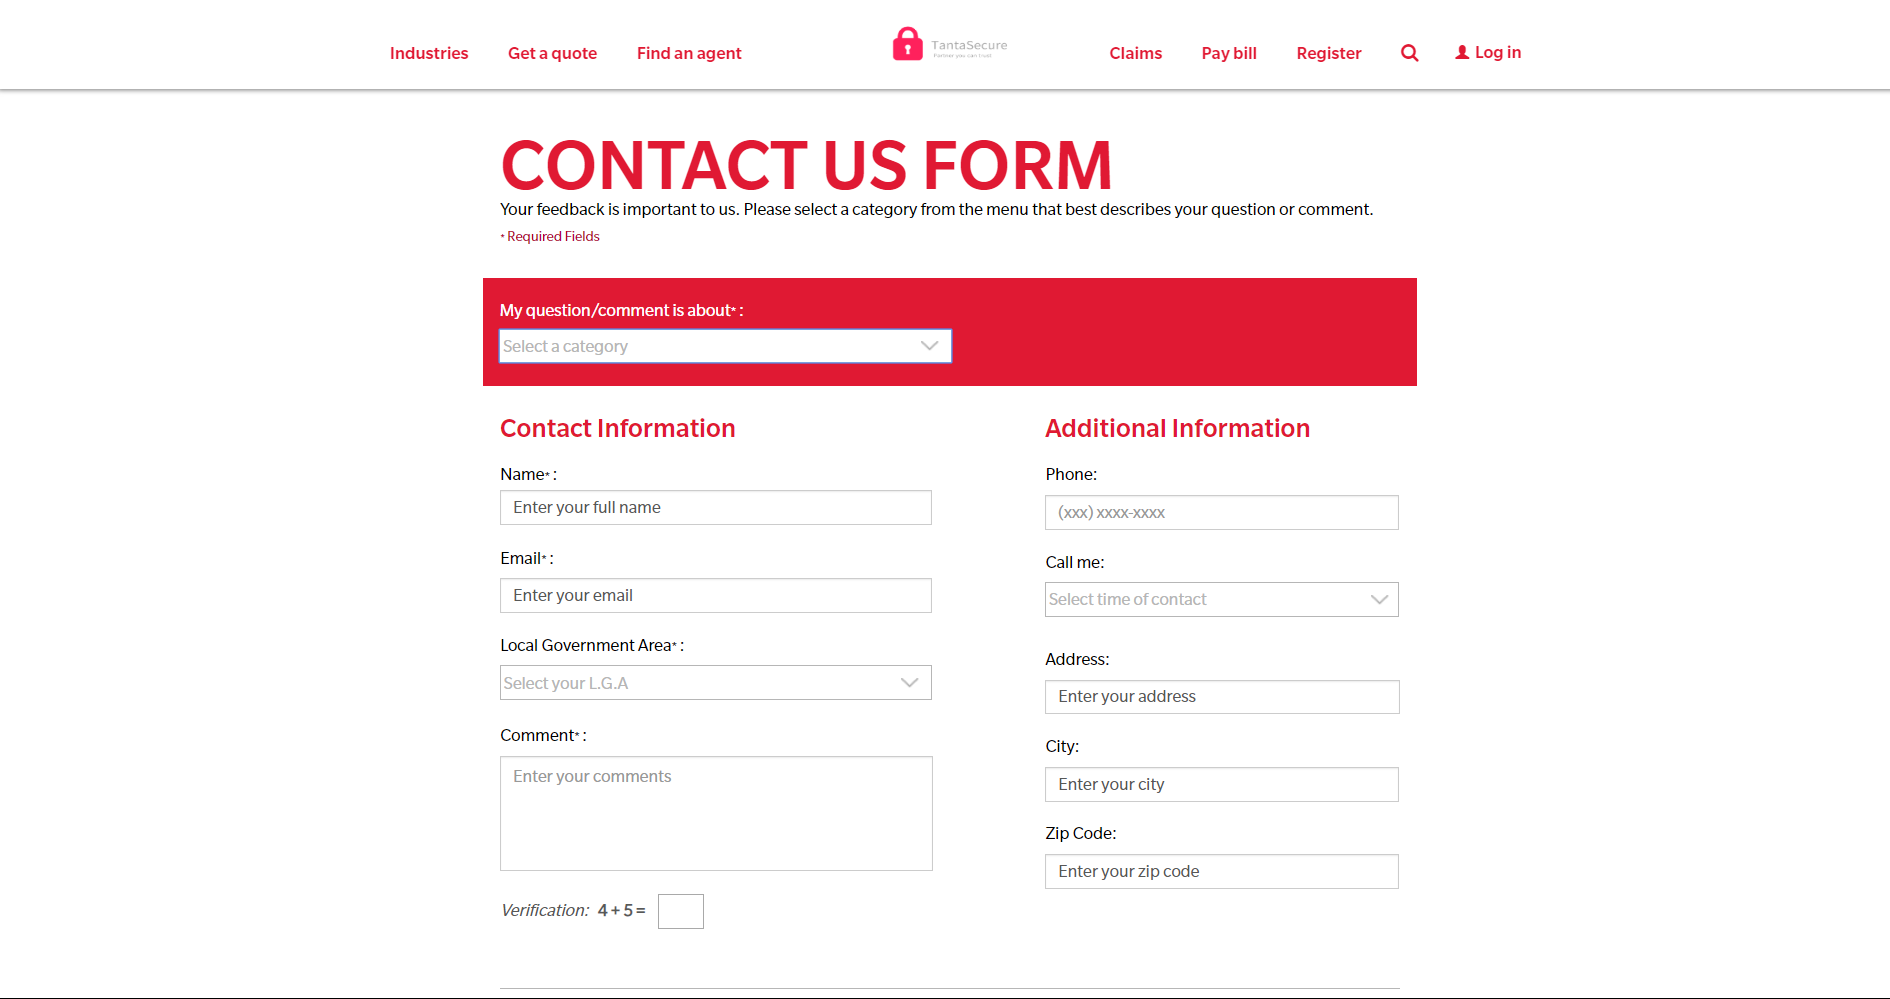 Industries Get a quote Find an agent TantaSecure Claims Pay bill Register Log in
Partner you can trust
CONTACT US FORM
Your feedback is important to us. Please select a category from the menu that best describes your question or comment.
* Required Fields
My question/comment is about* :
Select a category
Contact Information
Name* :
Enter your full name
Email* :
Enter your email
Local Government Area* :
Select your L.G.A
Comment* :
Enter your comments
Verification: 4 + 5 =
Additional Information
Phone:
(xxx) xxxx-xxxx
Call me:
Select time of contact
Address:
Enter your address
City:
Enter your city
Zip Code:
Enter your zip code